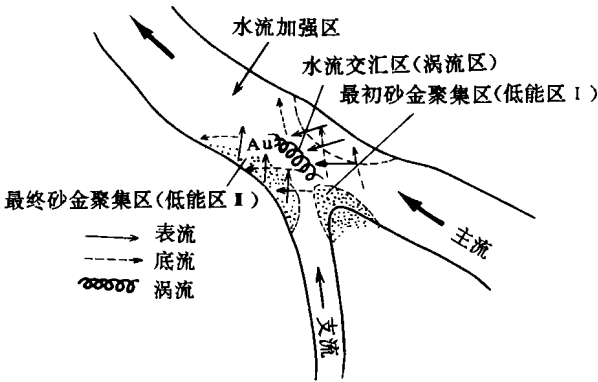 水流加强区
水流交汇区(涡流区)
最初砂金聚集区(低能区Ⅰ)
Au
最终砂金聚集区(低能区Ⅱ)
主流
表流
底流
涡流
支流